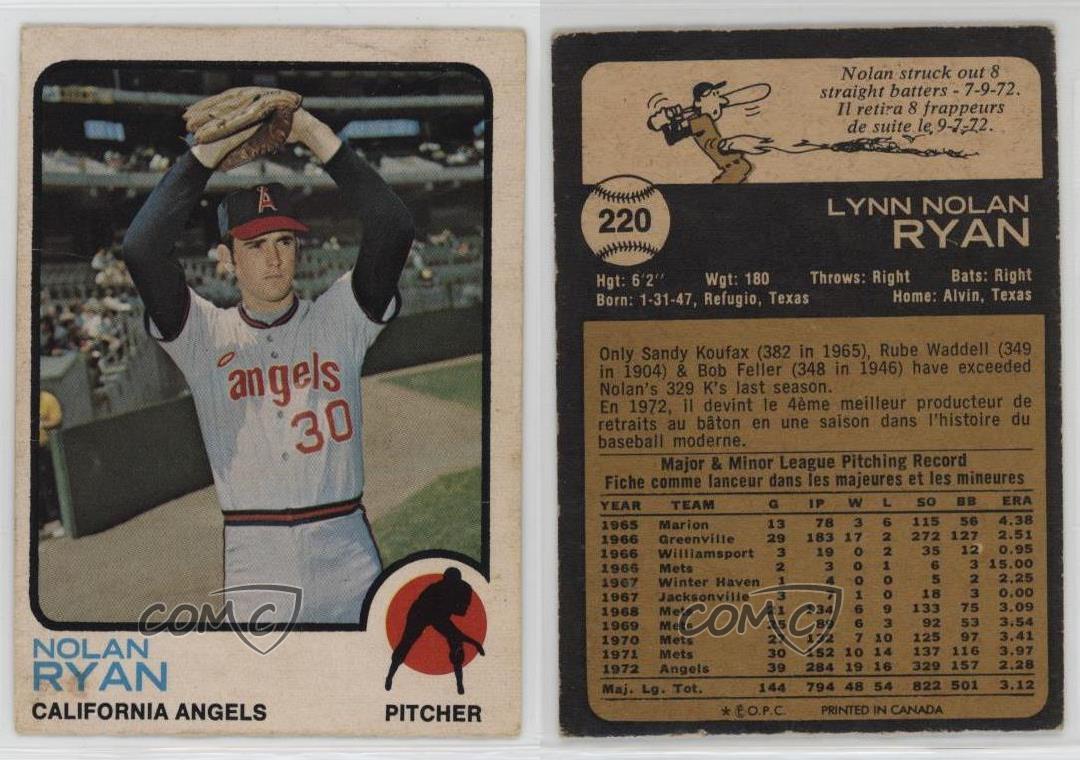 A
angels
30
NOLAN
RYAN
CALIFORNIA ANGELS
PITCHER
COMC
Nolan struck out 8
straight batters - 7-9-72.
Il retira 8 frappeurs
de suite le 9-7-72.
220
LYNN NOLAN
RYAN
Hgt: 6'2" Wgt: 180 Throws: Right Bats: Right
Born: 1-31-47, Refugio, Texas Home: Alvin, Texas
Only Sandy Koufax (382 in 1965), Rube Waddell (349
in 1904) & Bob Feller (348 in 1946) have exceeded
Nolan's 329 K's last season.
En 1972, il devint le 4ème meilleur producteur de
retraits au bâton en une saison dans l'histoire du
baseball moderne.
Major & Minor League Pitching Record
Fiche comme lanceur dans les majeures et les mineures
YEAR TEAM G IP W L SO BB ERA
1965 Marion 13 78 3 6 115 56 4.38
1966 Greenville 29 183 17 2 272 127 2.51
1966 Williamsport 3 19 0 2 35 12 0.95
1966 Mets 2 3 0 1 6 3 15.00
1967 Winter Haven 1 4 0 0 5 2 2.25
1967 Jacksonville 3 7 1 0 18 3 0.00
1968 Mets 21 134 6 9 133 75 3.09
1969 Mets 89 6 3 92 53 3.54
1970 Mets 27 132 7 10 125 97 3.41
1971 Mets 30 152 10 14 137 116 3.97
1972 Angels 39 284 19 16 329 157 2.28
Maj. Lg. Tot. 144 794 48 54 822 501 3.12
COMC
* © O.P.C. PRINTED IN CANADA